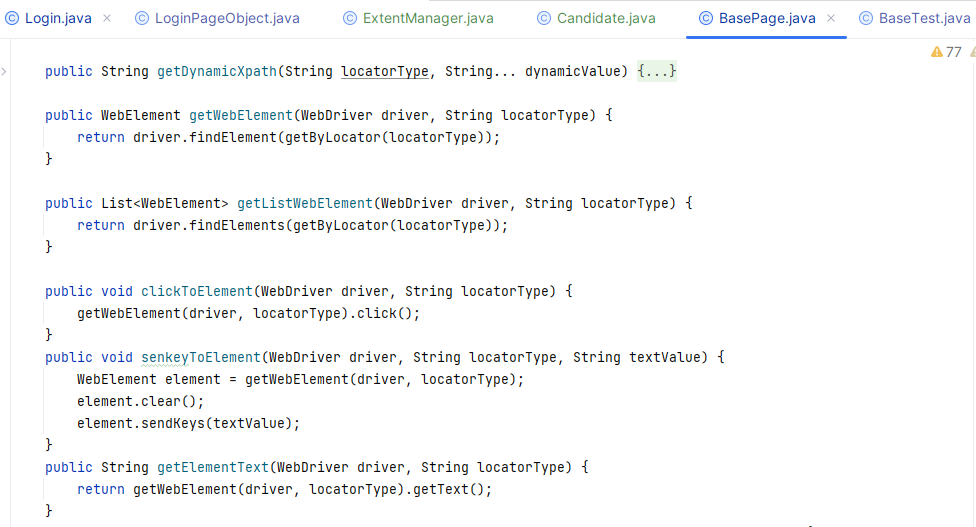 Login.java LoginPageObject.java ExtentManager.java Candidate.java BasePage.java BaseTest.java
77
public String getDynamicXpath(String locatorType, String... dynamicValue) {...}
public WebElement getWebElement(WebDriver driver, String locatorType) {
return driver.findElement(getByLocator(locatorType));
}
public List<WebElement> getListWebElement(WebDriver driver, String locatorType) {
return driver.findElements(getByLocator(locatorType));
}
public void clickToElement(WebDriver driver, String locatorType) {
getWebElement(driver, locatorType).click();
}
public void senkeyToElement(WebDriver driver, String locatorType, String textValue) {
WebElement element = getWebElement(driver, locatorType);
element.clear();
element.sendKeys(textValue);
}
public String getElementText(WebDriver driver, String locatorType) {
return getWebElement(driver, locatorType).getText();
}